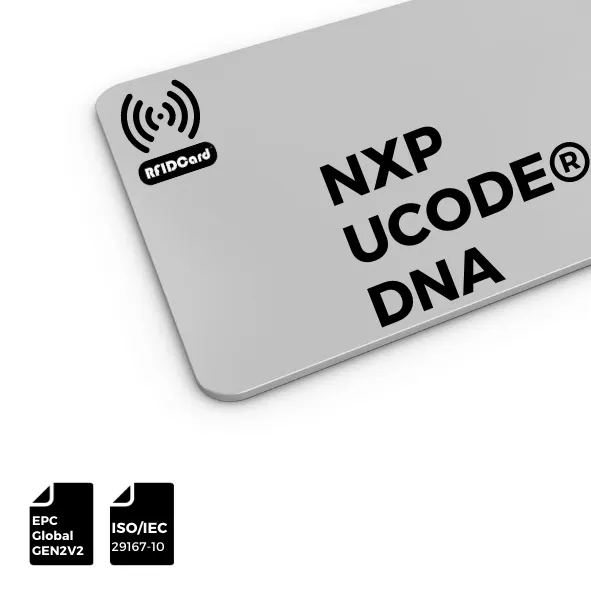 RFIDCard
NXP
UCODE®
DNA
EPC
Global
GEN2V2
ISO/IEC
29167-10